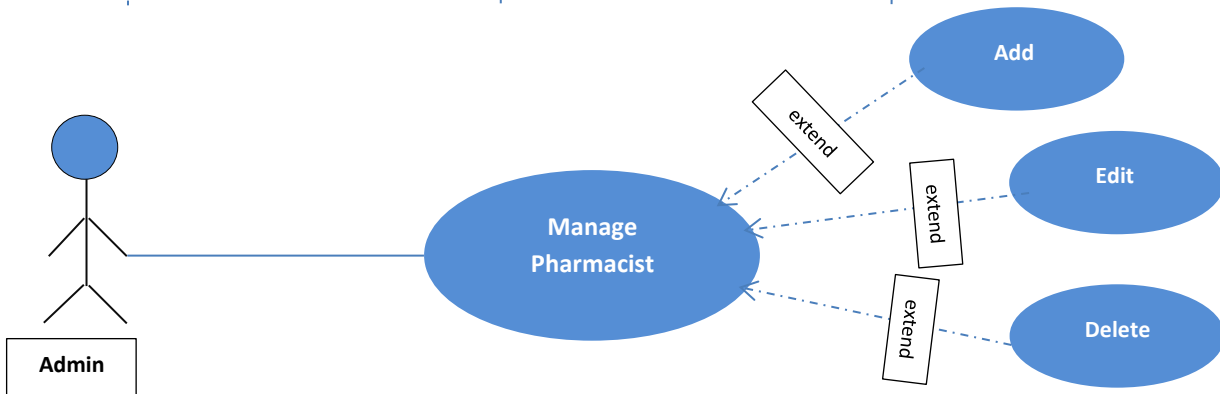 Add
extend
Edit
extend
Manage
Pharmacist
extend
Delete
Admin